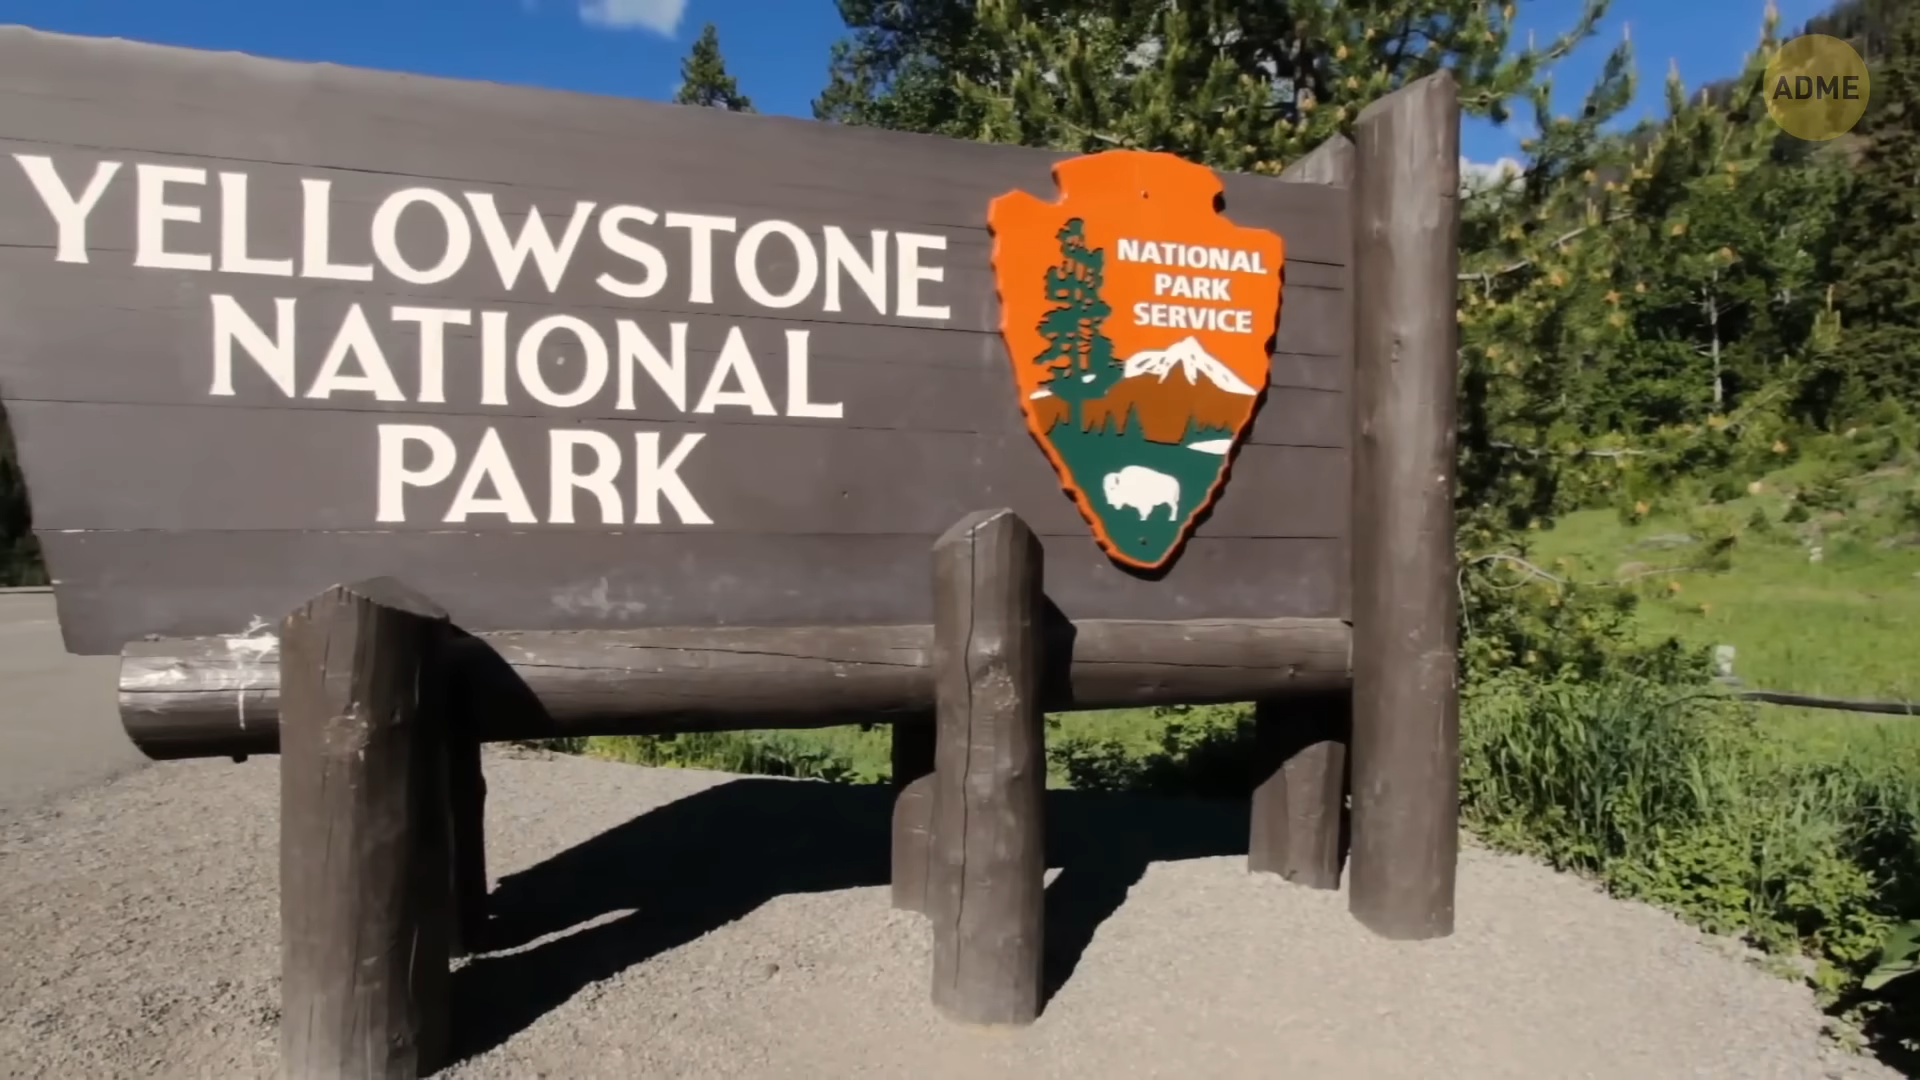 YELLOWSTONE
NATIONAL
PARK
NATIONAL
PARK
SERVICE
ADME